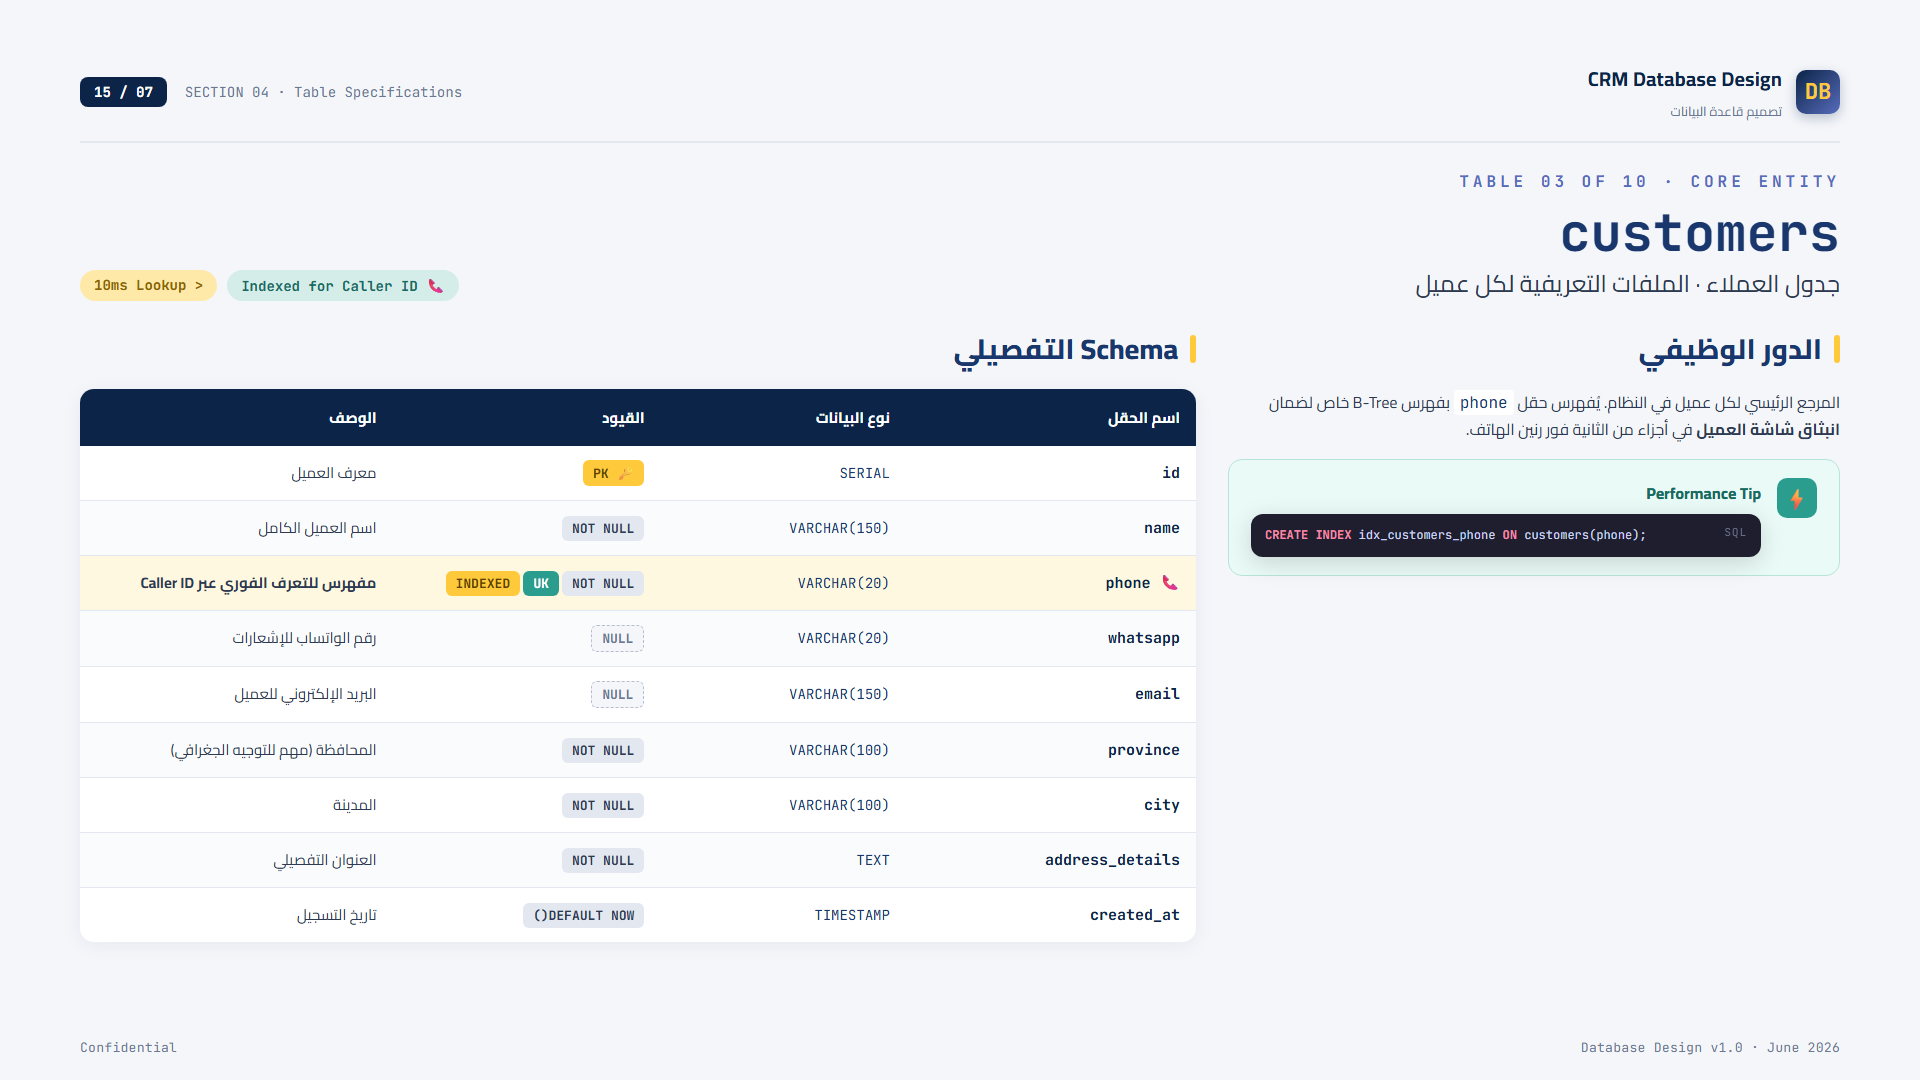 DB
CRM Database Design
تصميم قاعدة البيانات
15 / 07
SECTION 04 · Table Specifications
TABLE 03 OF 10 · CORE ENTITY
customers
جدول العملاء · الملفات التعريفية لكل عميل
Indexed for Caller ID 📞
10ms Lookup >
الدور الوظيفي
المرجع الرئيسي لكل عميل في النظام. يُفهرس حقل phone بفهرس B-Tree خاص لضمان
انبثاق شاشة العميل في أجزاء من الثانية فور رنين الهاتف.
⚡ Performance Tip
SQL
CREATE INDEX idx_customers_phone ON customers(phone);
Schema التفصيلي
اسم الحقل نوع البيانات القيود الوصف
id SERIAL PK 🔑 معرف العميل
name VARCHAR(150) NOT NULL اسم العميل الكامل
phone 📞 VARCHAR(20) NOT NULL UK INDEXED مفهرس للتعرف الفوري عبر Caller ID
whatsapp VARCHAR(20) NULL رقم الواتساب للإشعارات
email VARCHAR(150) NULL البريد الإلكتروني للعميل
province VARCHAR(100) NOT NULL المحافظة (مهم للتوجيه الجغرافي)
city VARCHAR(100) NOT NULL المدينة
address_details TEXT NOT NULL العنوان التفصيلي
created_at TIMESTAMP ()DEFAULT NOW تاريخ التسجيل
Database Design v1.0 · June 2026
Confidential